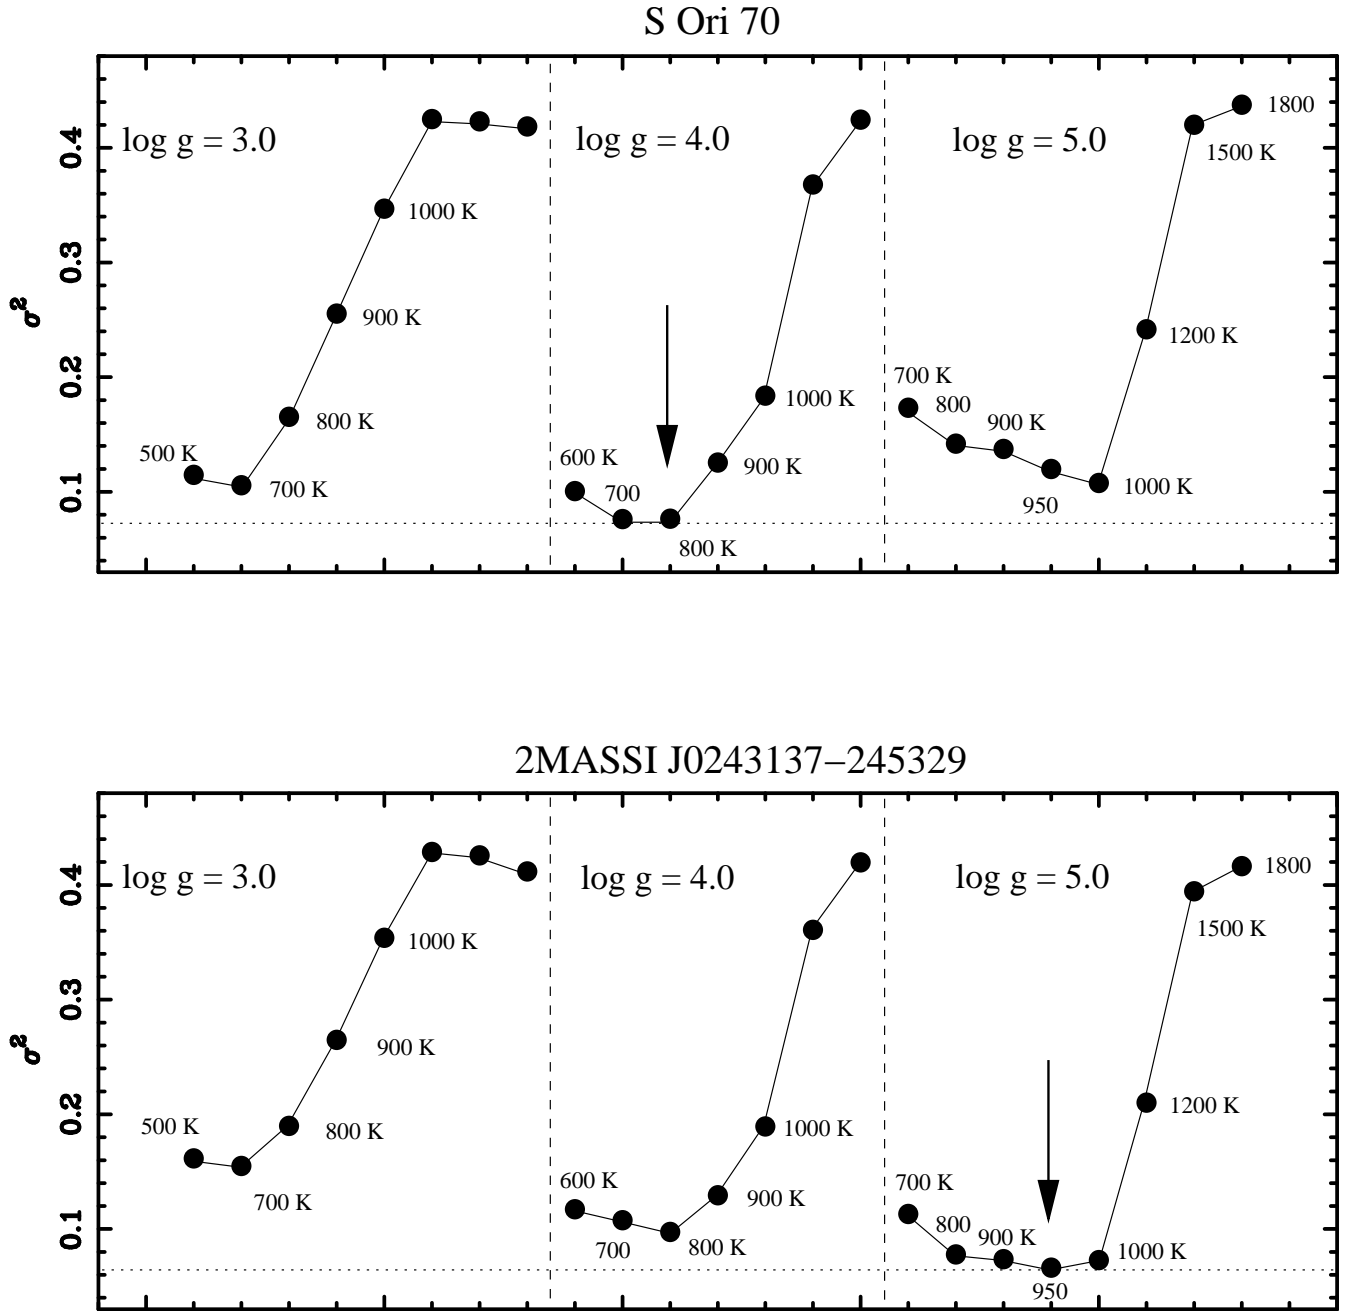 S Ori 70
log g = 3.0
log g = 4.0
log g = 5.0
σ²
0.4
0.3
0.2
0.1
500 K
700 K
800 K
900 K
1000 K
600 K
700
800 K
900 K
1000 K
700 K
800
900 K
950
1000 K
1200 K
1500 K
1800
2MASSI J0243137−245329
log g = 3.0
log g = 4.0
log g = 5.0
σ²
0.4
0.3
0.2
0.1
500 K
700 K
800 K
900 K
1000 K
600 K
700
800 K
900 K
1000 K
700 K
800
900 K
950
1000 K
1200 K
1500 K
1800